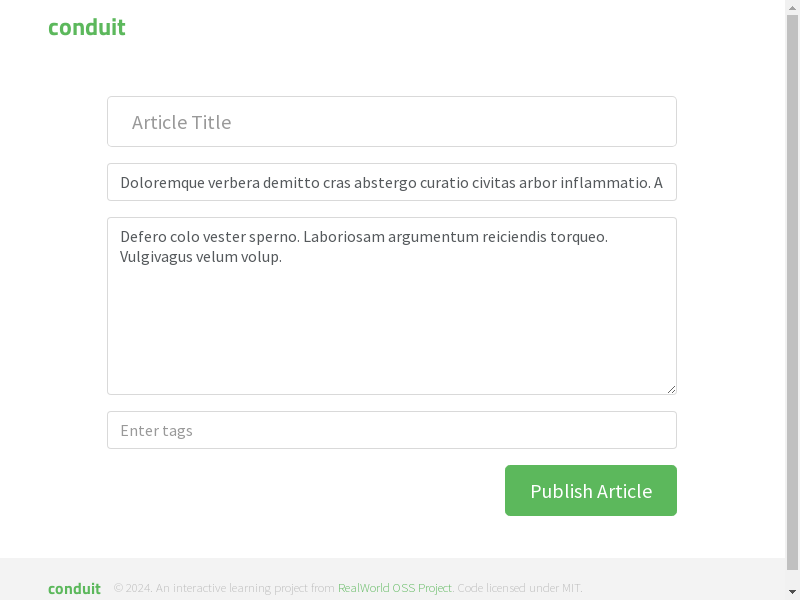 conduit
Article Title
Doloremque verbera demitto cras abstergo curatio civitas arbor inflammatio. A
Defero colo vester sperno. Laboriosam argumentum reiciendis torqueo.
Vulgivagus velum volup.
Enter tags
Publish Article
conduit © 2024. An interactive learning project from RealWorld OSS Project. Code licensed under MIT.